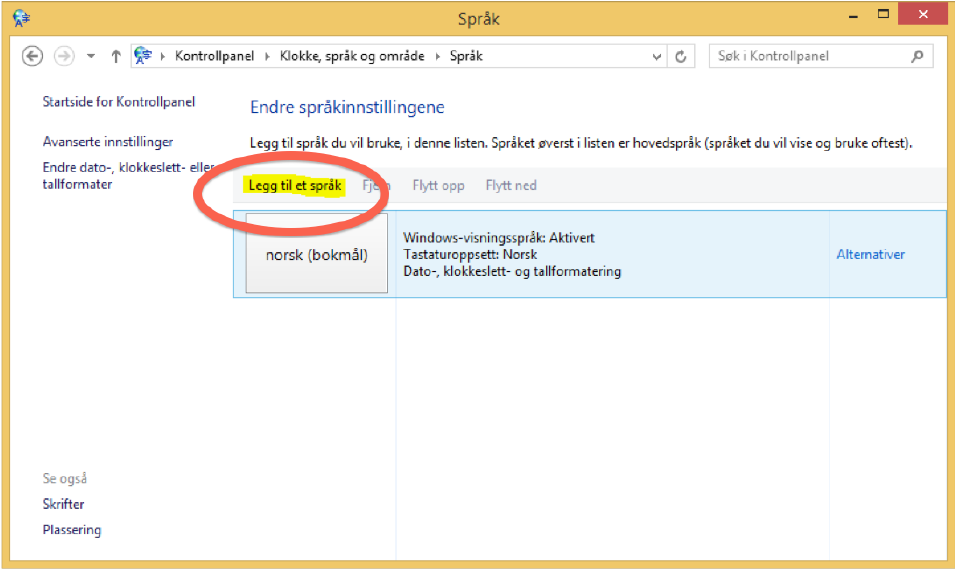 Språk
Kontrollpanel
Klokke, språk og område
Språk
Søk i Kontrollpanel
Startside for Kontrollpanel
Avanserte innstillinger
Endre dato-, klokkeslett- eller
tallformater
Endre språkinnstillingene
Legg til språk du vil bruke, i denne listen. Språket øverst i listen er hovedspråk (språket du vil vise og bruke oftest).
Legg til et språk
Flytt opp
Flytt ned
norsk (bokmål)
Windows-visningsspråk: Aktivert
Tastaturoppsett: Norsk
Dato-, klokkeslett- og tallformatering
Alternativer
Se også
Skrifter
Plassering